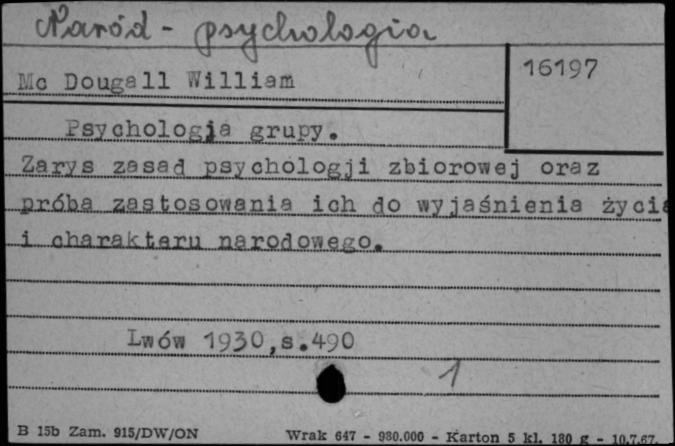 Naród - psychologia
Mc Dougall William
16197
Psychologja grupy.
Zarys zasad psychologji zbiorowej oraz
próba zastosowania ich do wyjaśnienia życia
i charakteru narodowego.
Lwów 1930,s.490
1
B 15b Zam. 915/DW/ON Wrak 647 - 980.000 - Karton 5 kl. 180 g - 10.7.67.